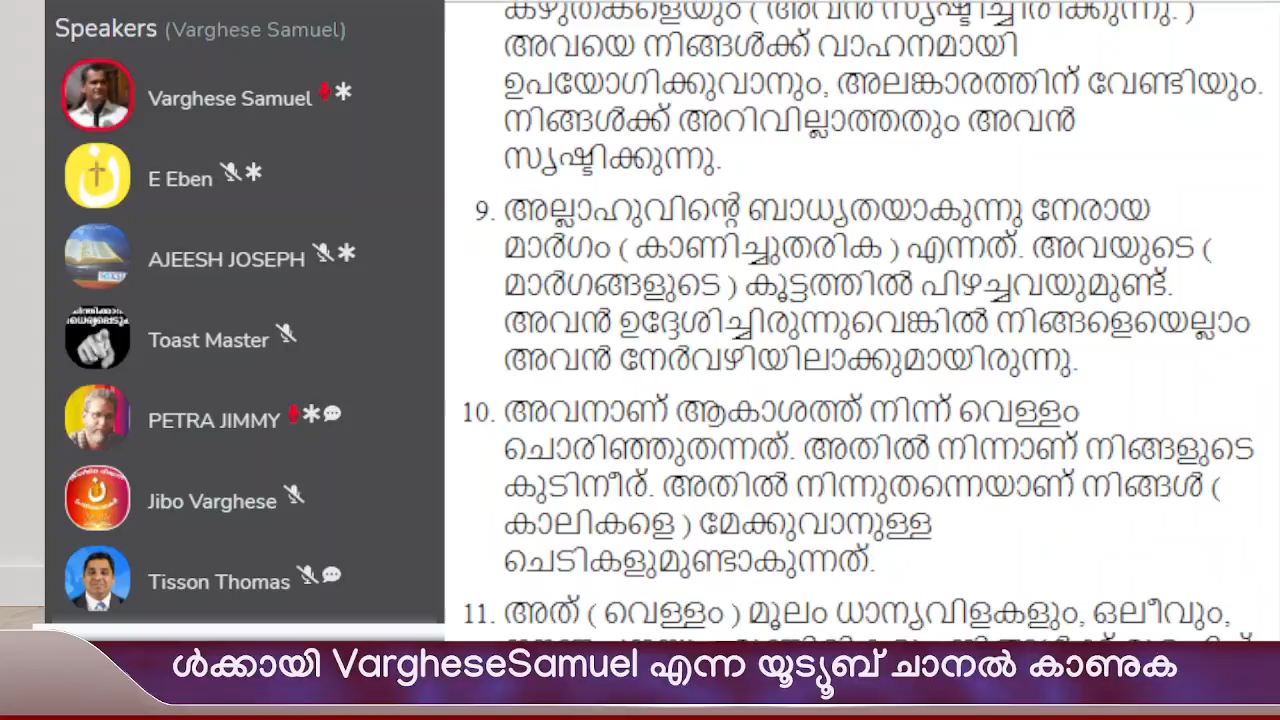 Speakers (Varghese Samuel)
Varghese Samuel
E Eben
AJEESH JOSEPH
Toast Master
PETRA JIMMY
Jibo Varghese
Tisson Thomas
കഴുതകളെയും ( അവൻ സൃഷ്ടിച്ചിരിക്കുന്നു. )
അവയെ നിങ്ങൾക്ക് വാഹനമായി
ഉപയോഗിക്കുവാനും, അലങ്കാരത്തിന് വേണ്ടിയും.
നിങ്ങൾക്ക് അറിവില്ലാത്തതും അവൻ
സൃഷ്ടിക്കുന്നു.
9. അല്ലാഹുവിന്റെ ബാധ്യതയാകുന്നു നേരായ
മാർഗം ( കാണിച്ചുതരിക ) എന്നത്. അവയുടെ (
മാർഗങ്ങളുടെ ) കൂട്ടത്തിൽ പിഴച്ചവയുമുണ്ട്.
അവൻ ഉദ്ദേശിച്ചിരുന്നുവെങ്കിൽ നിങ്ങളെയെല്ലാം
അവൻ നേർവഴിയിലാക്കുമായിരുന്നു.
10. അവനാണ് ആകാശത്ത് നിന്ന് വെള്ളം
ചൊരിഞ്ഞുതന്നത്. അതിൽ നിന്നാണ് നിങ്ങളുടെ
കുടിനീര്. അതിൽ നിന്നുതന്നെയാണ് നിങ്ങൾ (
കാലികളെ ) മേക്കുവാനുള്ള
ചെടികളുമുണ്ടാകുന്നത്.
11. അത് ( വെള്ളം ) മൂലം ധാന്യവിളകളും, ഒലീവും,
ൾക്കായി VargheseSamuel എന്ന യൂട്യൂബ് ചാനൽ കാണുക